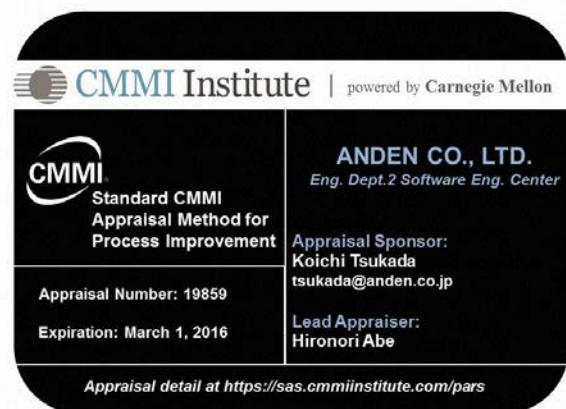 CMMI Institute | powered by Carnegie Mellon
CMMI®
Standard CMMI
Appraisal Method for
Process Improvement
Appraisal Number: 19859
Expiration: March 1, 2016
ANDEN CO., LTD.
Eng. Dept.2 Software Eng. Center
Appraisal Sponsor:
Koichi Tsukada
tsukada@anden.co.jp
Lead Appraiser:
Hironori Abe
Appraisal detail at https://sas.cmmiinstitute.com/pars